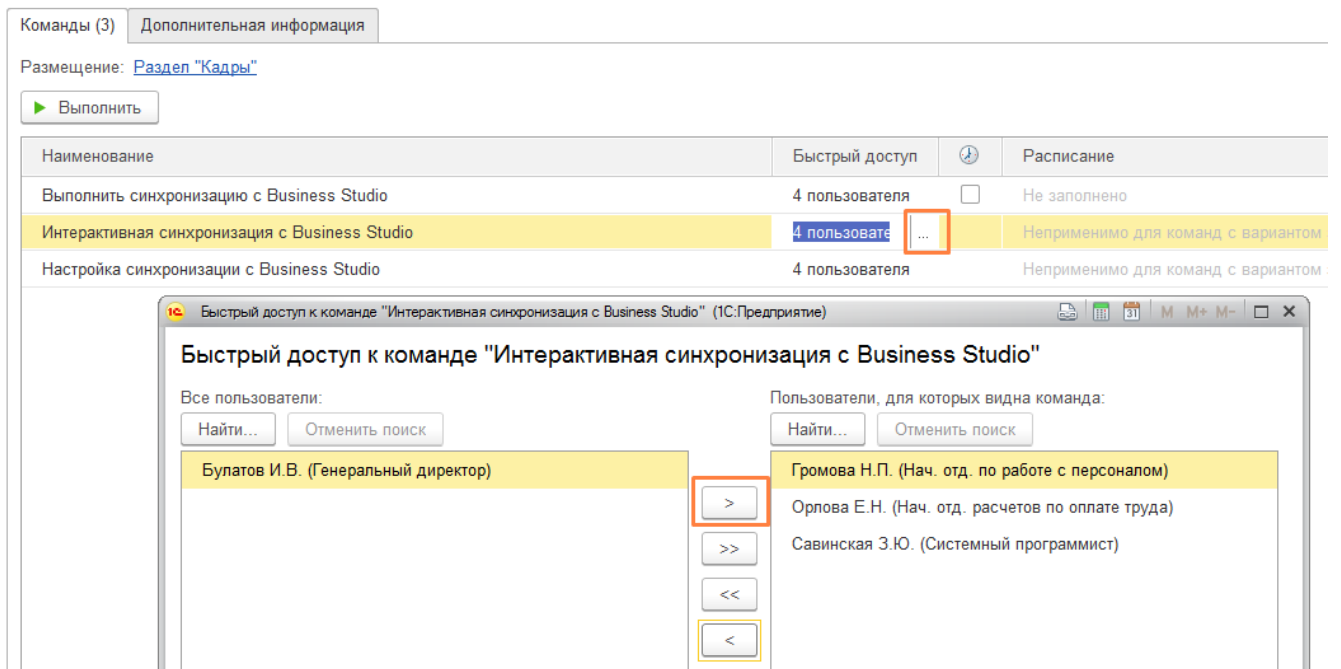 Команды (3) Дополнительная информация
Размещение: Раздел "Кадры"
Выполнить
Наименование Быстрый доступ Расписание
Выполнить синхронизацию с Business Studio 4 пользователя Не заполнено
Интерактивная синхронизация с Business Studio 4 пользовате ... Неприменимо для команд с вариантом
Настройка синхронизации с Business Studio 4 пользователя Неприменимо для команд с вариантом
1С Быстрый доступ к команде "Интерактивная синхронизация с Business Studio" (1С:Предприятие) 31 M M+ M-
Быстрый доступ к команде "Интерактивная синхронизация с Business Studio"
Все пользователи: Пользователи, для которых видна команда:
Найти... Отменить поиск Найти... Отменить поиск
Булатов И.В. (Генеральный директор) Громова Н.П. (Нач. отд. по работе с персоналом)
> Орлова Е.Н. (Нач. отд. расчетов по оплате труда)
>> Савинская З.Ю. (Системный программист)
<<
<